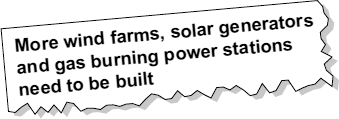 More wind farms, solar generators
and gas burning power stations
need to be built